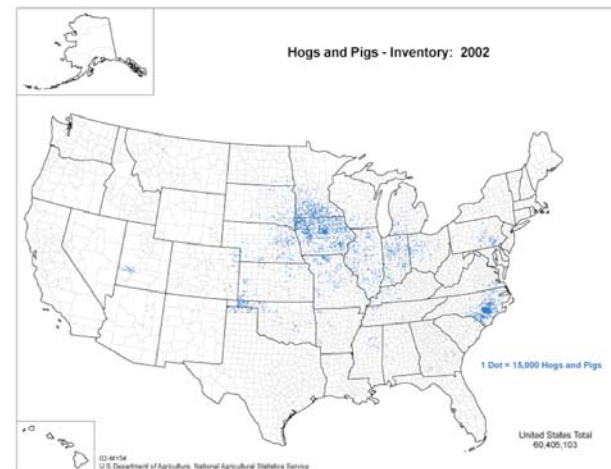 Hogs and Pigs - Inventory: 2002
1 Dot = 15,000 Hogs and Pigs
United States Total
60,405,103
02-M154
U.S Department of Agriculture, National Agricultural Statistics Service